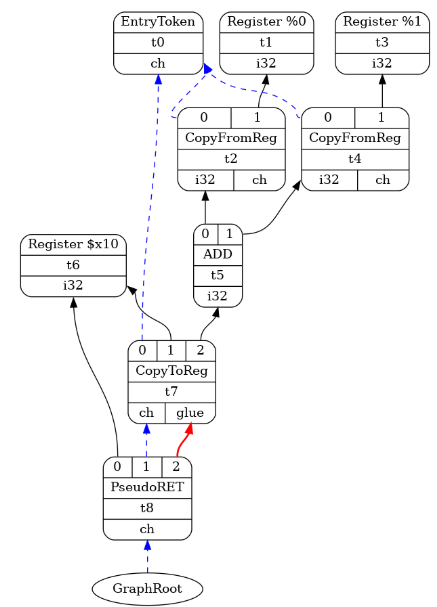 EntryToken
t0
ch
Register %0
t1
i32
Register %1
t3
i32
0 1
CopyFromReg
t2
i32 ch
0 1
CopyFromReg
t4
i32 ch
0 1
ADD
t5
i32
Register $x10
t6
i32
0 1 2
CopyToReg
t7
ch glue
0 1 2
PseudoRET
t8
ch
GraphRoot